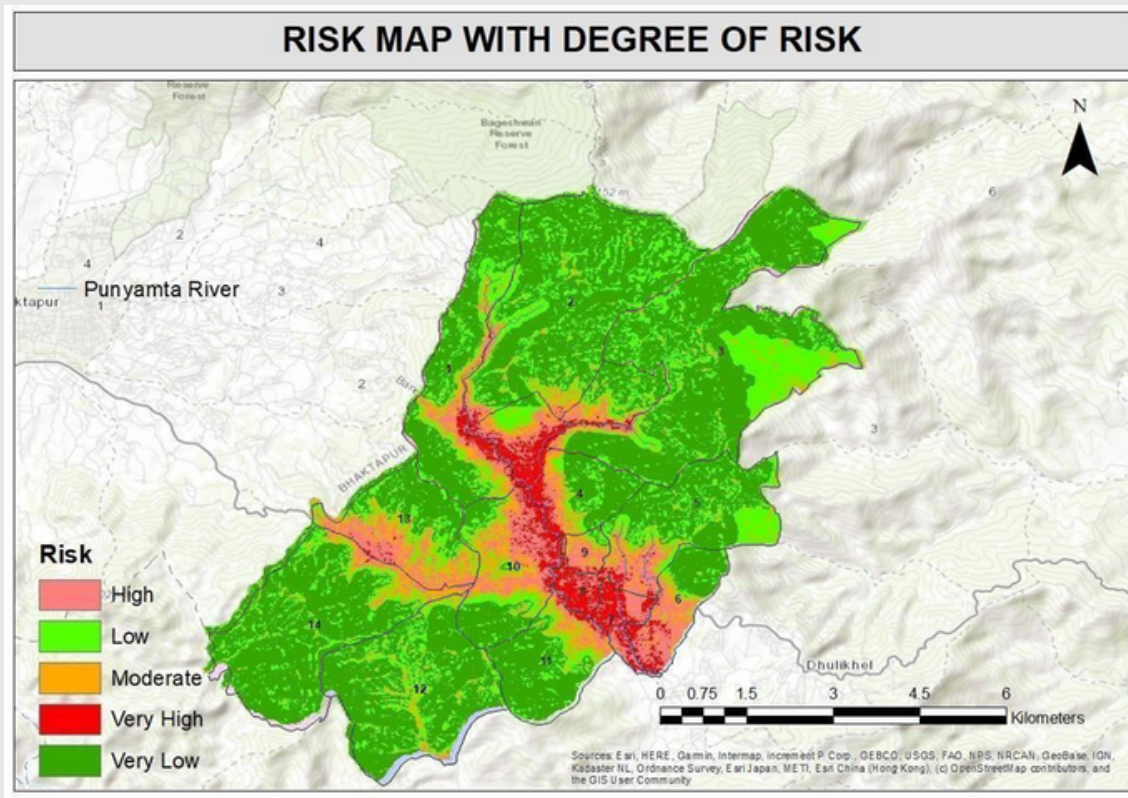 RISK MAP WITH DEGREE OF RISK
Reserve
Forest
Bageshwari
Reserve
Forest
N
152 m
6
2
4
4
3
ktapur
1
Punyamta River
2
3
1
2
3
3
BHAKTAPUR
4
5
13
9
10
8
6
14
11
12
Dhulikhel
Risk
High
Low
Moderate
Very High
Very Low
0 0.75 1.5 3 4.5 6
Kilometers
Sources: Esri, HERE, Garmin, Intermap, increment P Corp., GEBCO, USGS, FAO, NPS, NRCAN, GeoBase, IGN,
Kadaster NL, Ordnance Survey, Esri Japan, METI, Esri China (Hong Kong), (c) OpenStreetMap contributors, and
the GIS User Community